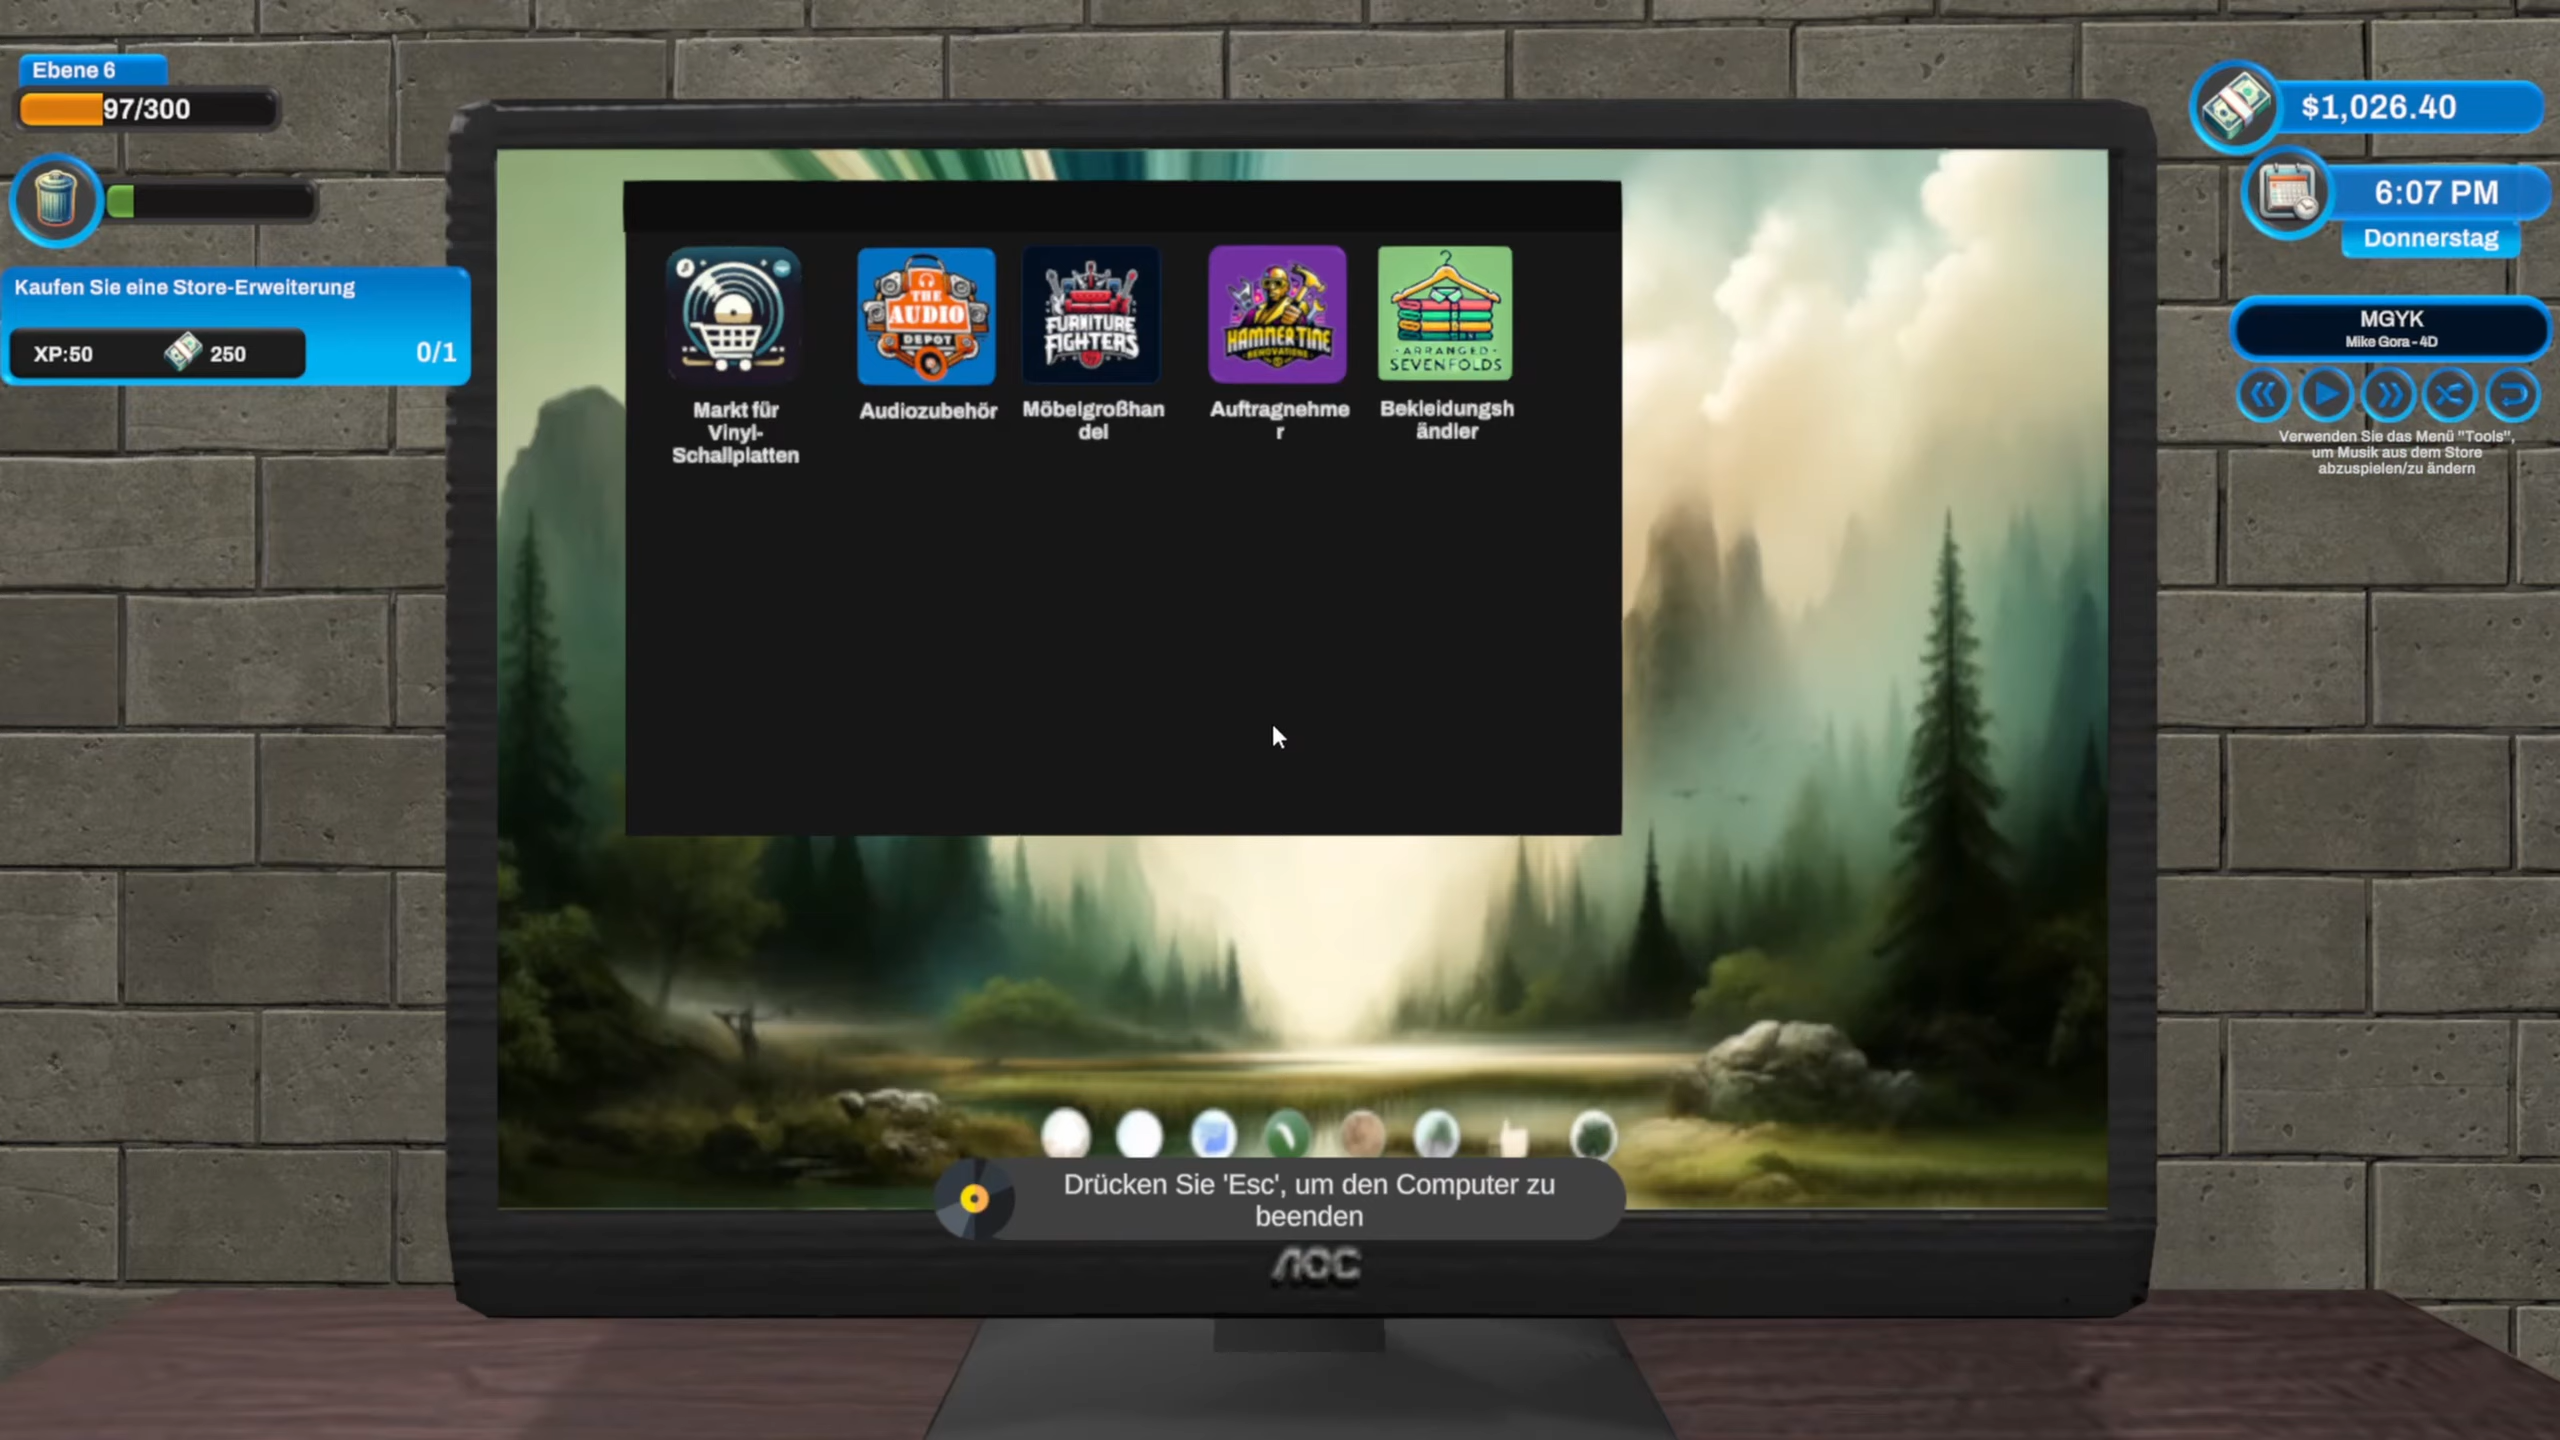 Ebene 6
97/300
Kaufen Sie eine Store-Erweiterung
XP:50
250
0/1
$1,026.40
6:07 PM
Donnerstag
MGYK
Mike Gora - 4D
Verwenden Sie das Menü "Tools",
um Musik aus dem Store
abzuspielen/zu ändern
THE
AUDIO
DEPOT
FURNITURE
FIGHTERS
HAMMERTIME
RENOVATIONS
·ARRANGED·
SEVENFOLDS
Markt für
Vinyl-
Schallplatten
Audiozubehör
Möbelgroßhan
del
Auftragnehme
r
Bekleidungsh
ändler
Drücken Sie 'Esc', um den Computer zu
beenden
AOC